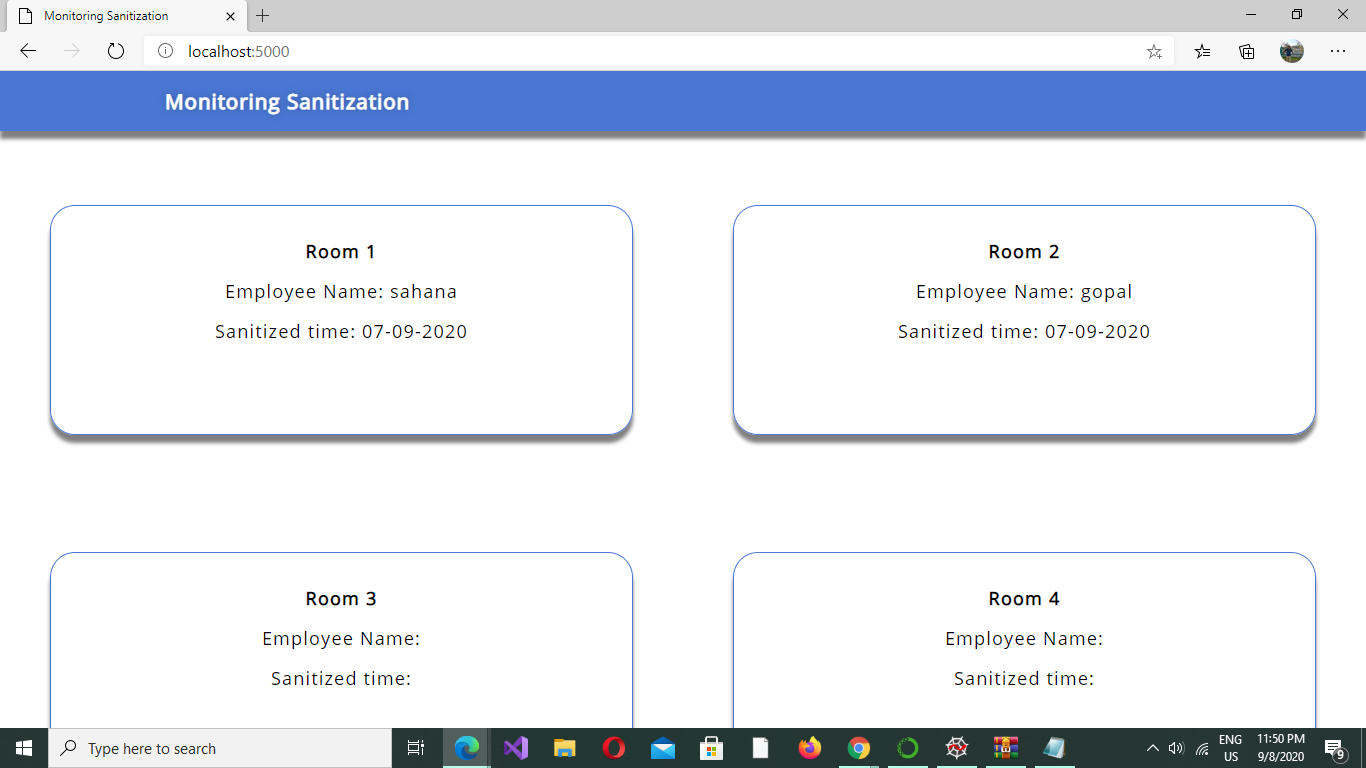 Monitoring Sanitization
localhost:5000
Monitoring Sanitization
Room 1
Employee Name: sahana
Sanitized time: 07-09-2020
Room 2
Employee Name: gopal
Sanitized time: 07-09-2020
Room 3
Employee Name:
Sanitized time:
Room 4
Employee Name:
Sanitized time:
Type here to search
ENG
US
11:50 PM
9/8/2020
9